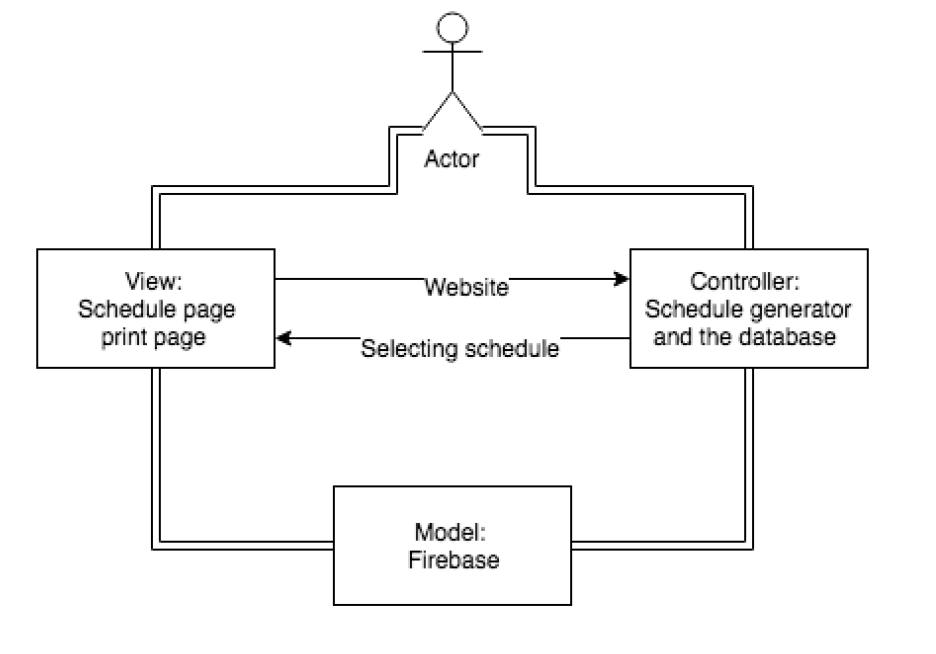 Actor
View:
Schedule page
print page
Website
Selecting schedule
Controller:
Schedule generator
and the database
Model:
Firebase